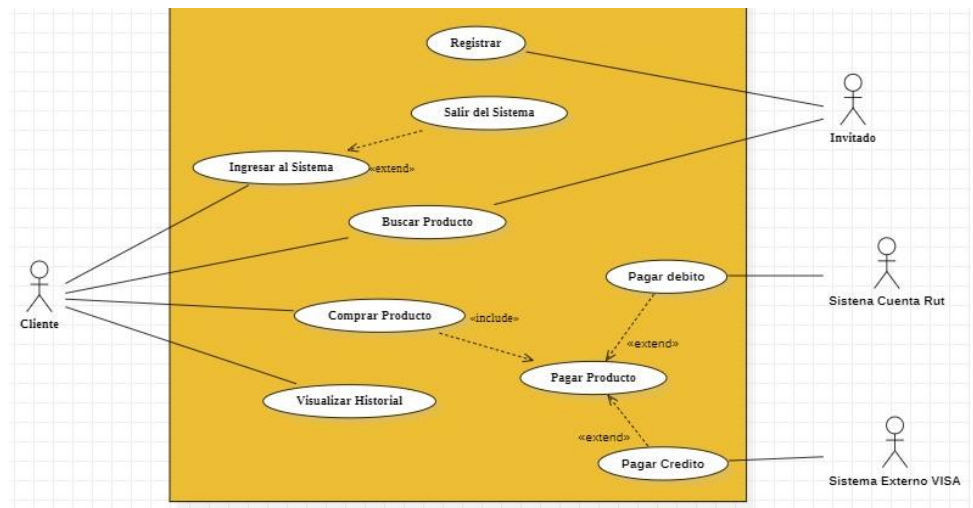 Registrar
Salir del Sistema
Invitado
Ingresar al Sistema
«extend»
Buscar Producto
Pagar debito
Sistena Cuenta Rut
Cliente
Comprar Producto
«include»
«extend»
Pagar Producto
Visualizar Historial
«extend»
Pagar Credito
Sistema Externo VISA